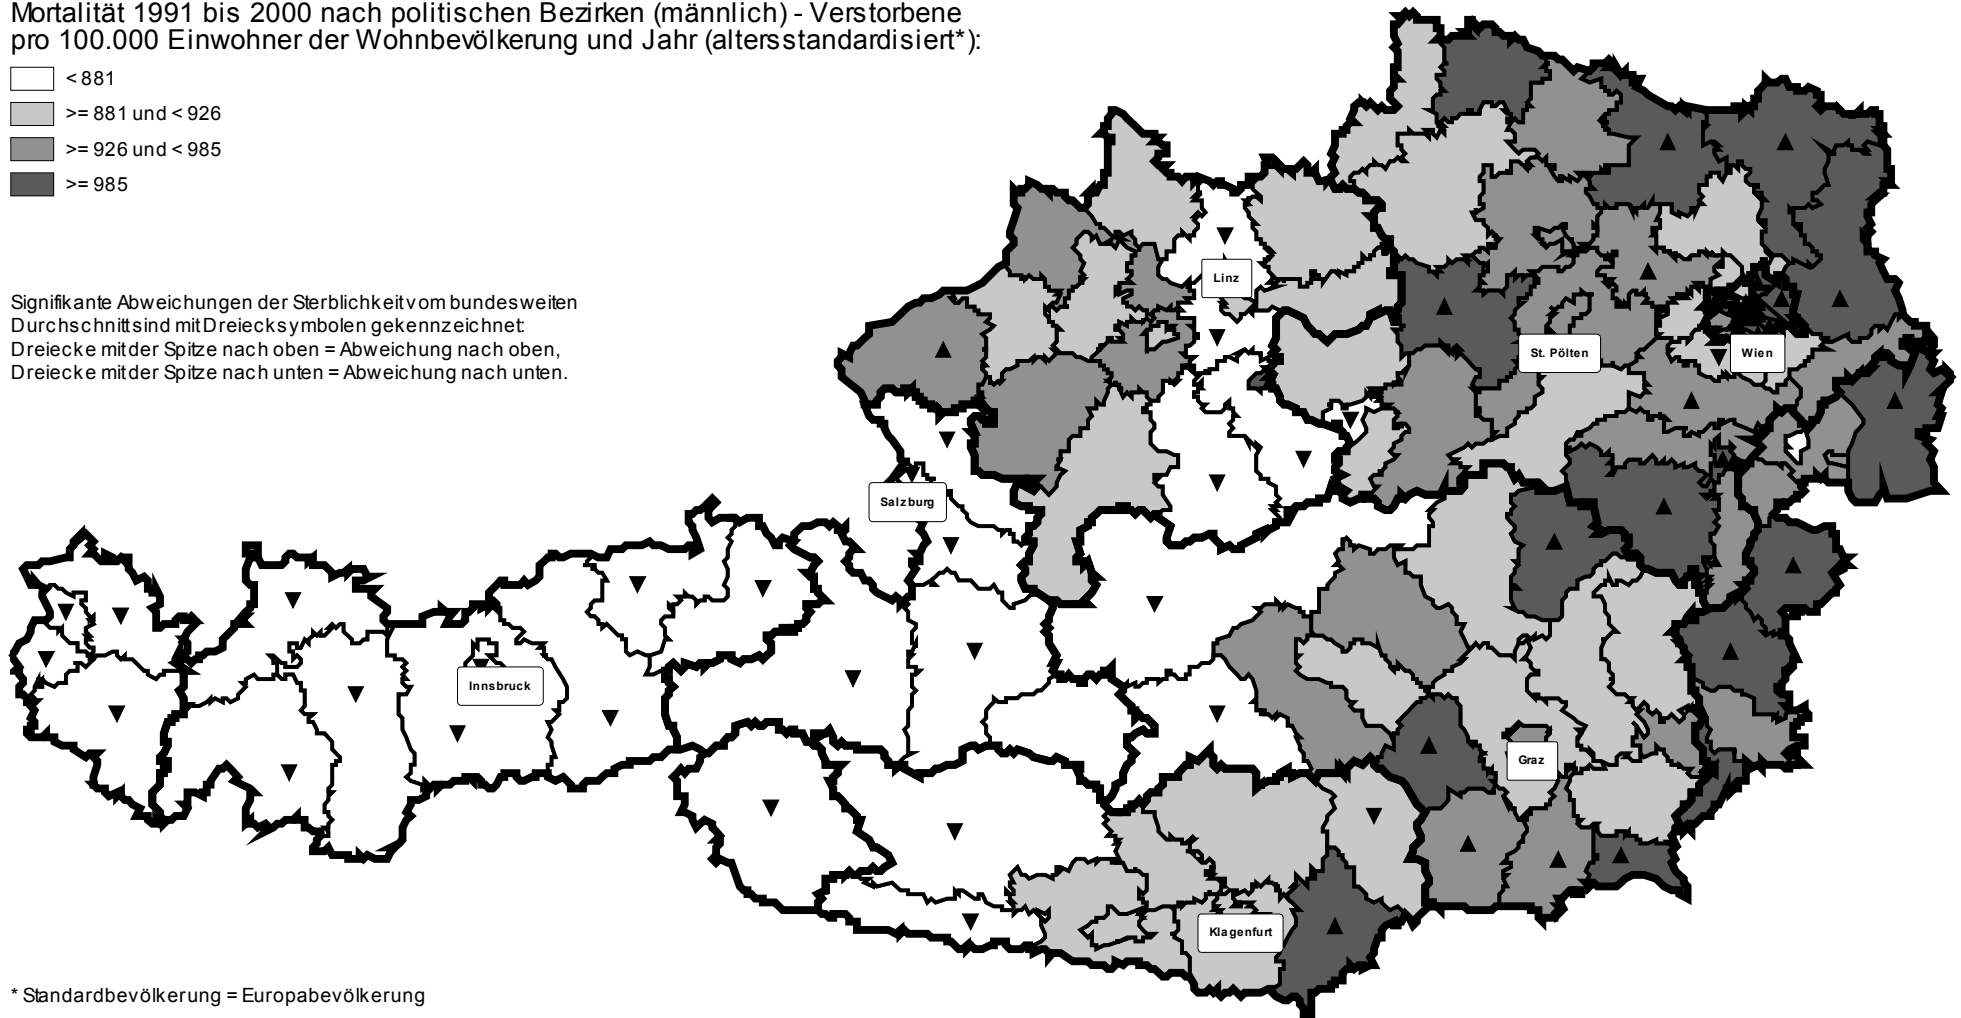 Mortalität 1991 bis 2000 nach politischen Bezirken (männlich) - Verstorbene
pro 100.000 Einwohner der Wohnbevölkerung und Jahr (altersstandardisiert*):
< 881
>= 881 und < 926
>= 926 und < 985
>= 985
Signifikante Abweichungen der Sterblichkeit vom bundesweiten
Durchschnitt sind mit Dreiecksymbolen gekennzeichnet:
Dreiecke mit der Spitze nach oben = Abweichung nach oben,
Dreiecke mit der Spitze nach unten = Abweichung nach unten.
Linz
St. Pölten
Wien
Salzburg
Innsbruck
Graz
Klagenfurt
* Standardbevölkerung = Europabevölkerung